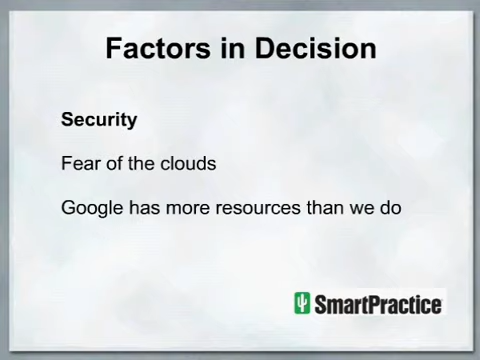 Factors in Decision
Security
Fear of the clouds
Google has more resources than we do
SmartPractice